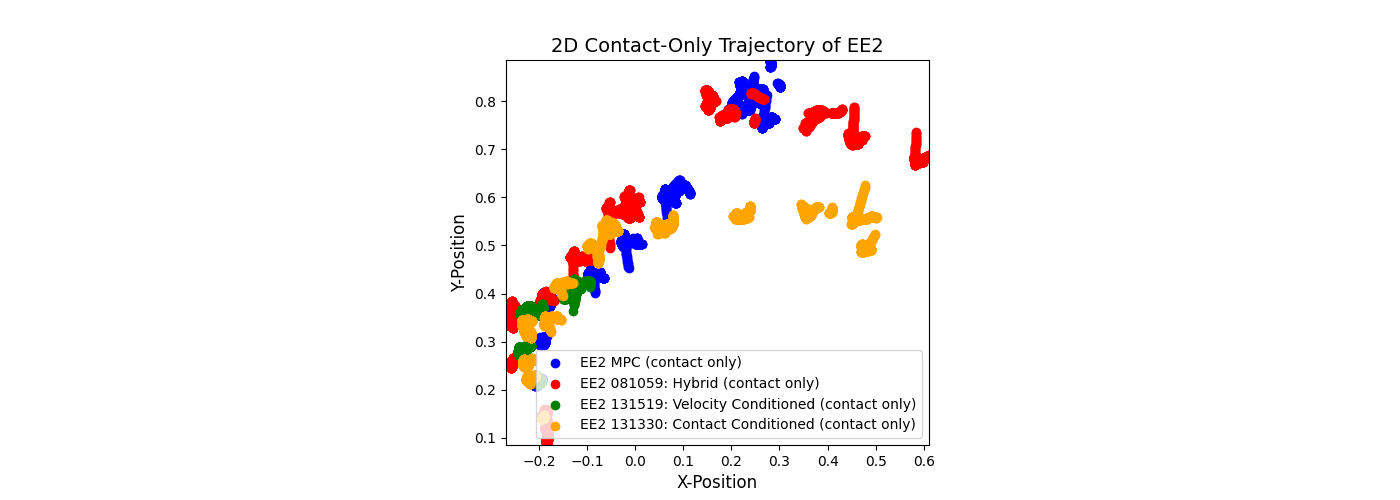 2D Contact-Only Trajectory of EE2
Y-Position
0.8
0.7
0.6
0.5
0.4
0.3
0.2
0.1
EE2 MPC (contact only)
EE2 081059: Hybrid (contact only)
EE2 131519: Velocity Conditioned (contact only)
EE2 131330: Contact Conditioned (contact only)
−0.2 −0.1 0.0 0.1 0.2 0.3 0.4 0.5 0.6
X-Position